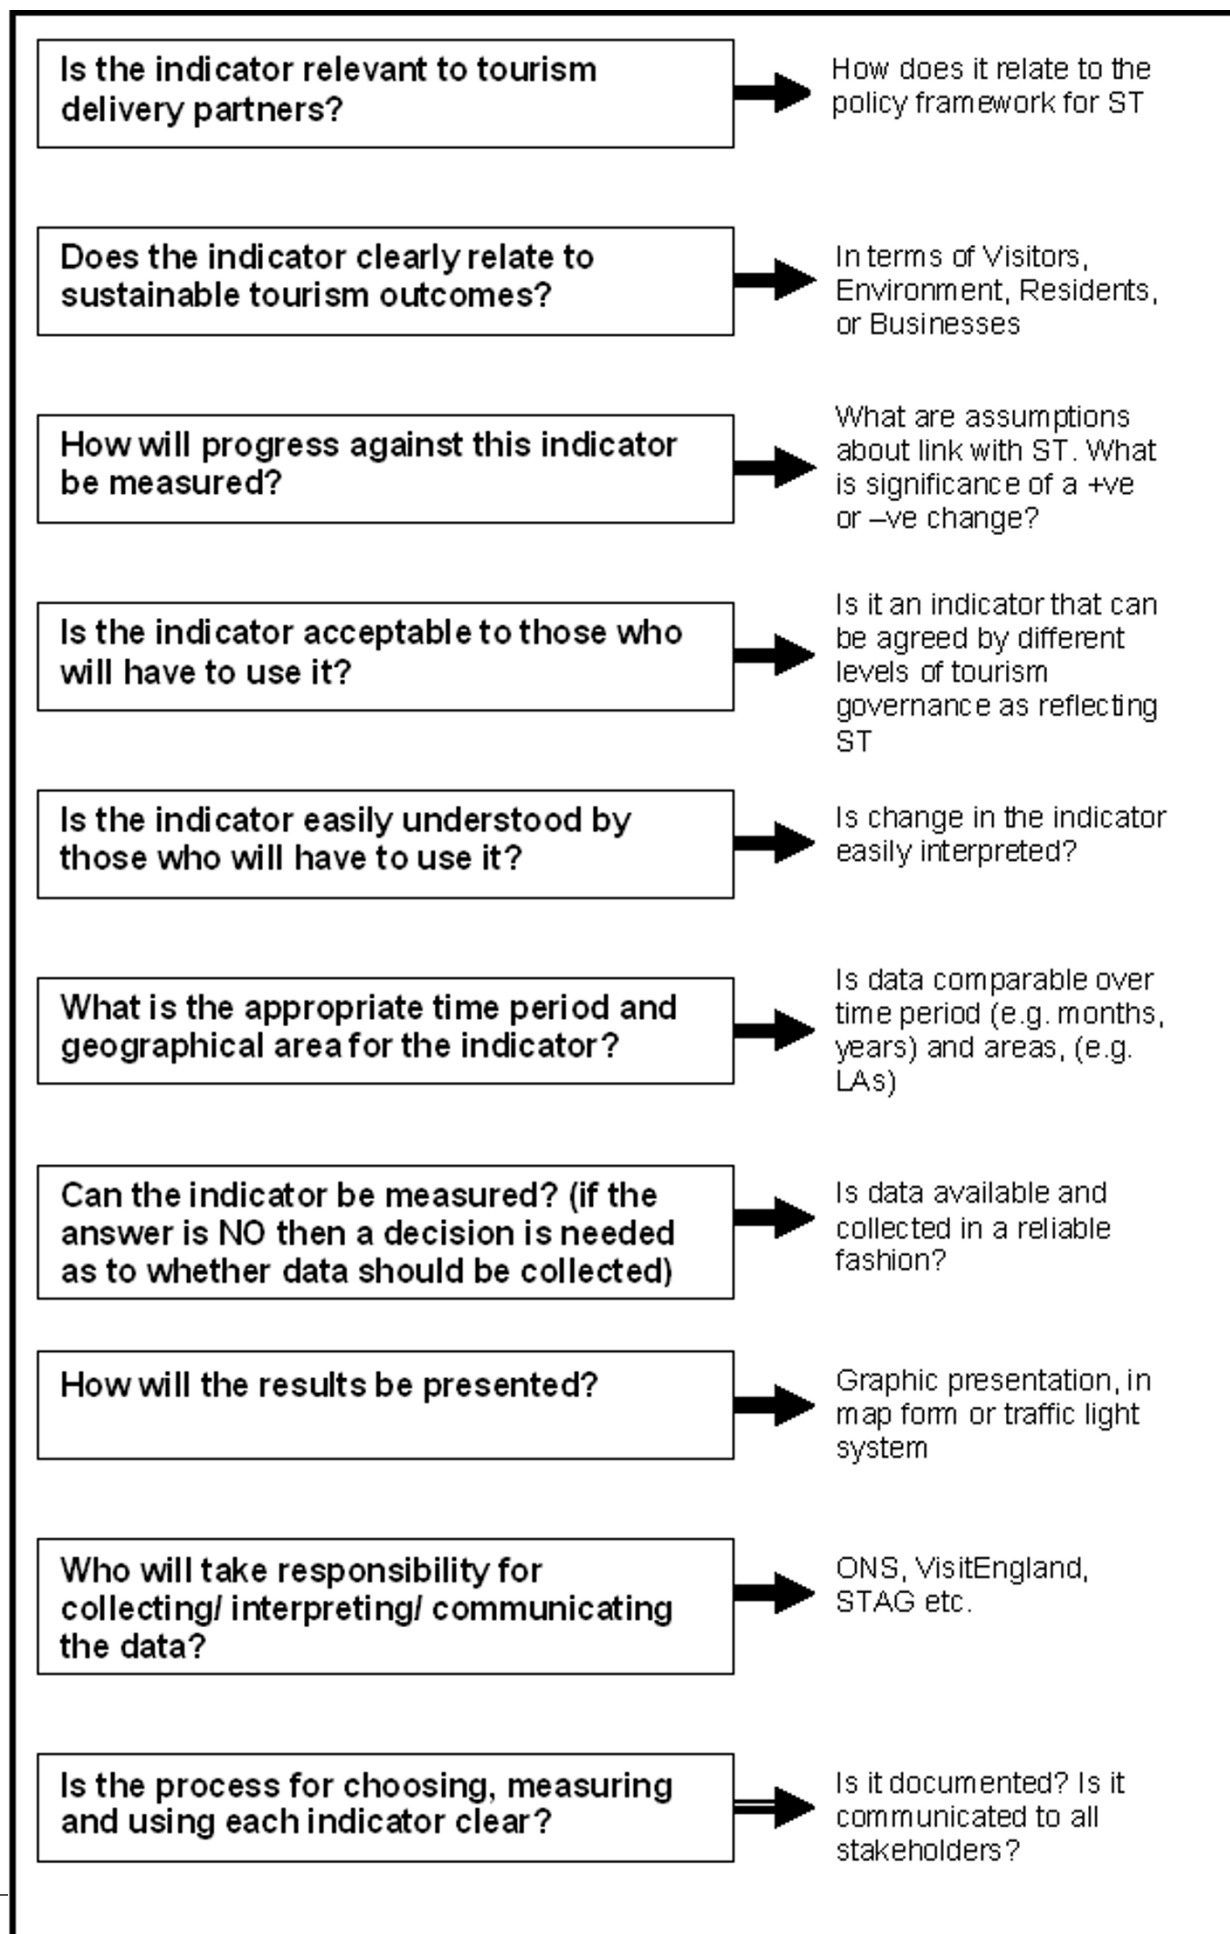 Is the indicator relevant to tourism
delivery partners?
How does it relate to the
policy framework for ST
Does the indicator clearly relate to
sustainable tourism outcomes?
In terms of Visitors,
Environment, Residents,
or Businesses
How will progress against this indicator
be measured?
What are assumptions
about link with ST. What
is significance of a +ve
or –ve change?
Is the indicator acceptable to those who
will have to use it?
Is it an indicator that can
be agreed by different
levels of tourism
governance as reflecting
ST
Is the indicator easily understood by
those who will have to use it?
Is change in the indicator
easily interpreted?
What is the appropriate time period and
geographical area for the indicator?
Is data comparable over
time period (e.g. months,
years) and areas, (e.g.
LAs)
Can the indicator be measured? (if the
answer is NO then a decision is needed
as to whether data should be collected)
Is data available and
collected in a reliable
fashion?
How will the results be presented?
Graphic presentation, in
map form or traffic light
system
Who will take responsibility for
collecting/ interpreting/ communicating
the data?
ONS, VisitEngland,
STAG etc.
Is the process for choosing, measuring
and using each indicator clear?
Is it documented? Is it
communicated to all
stakeholders?